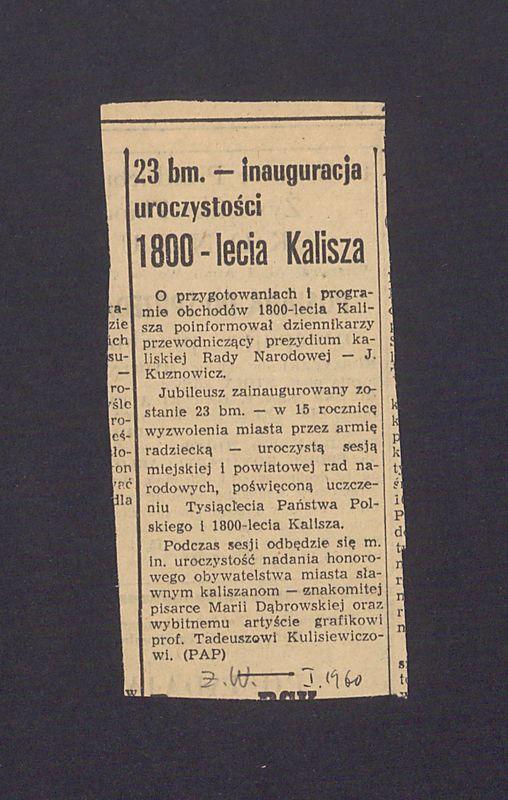 23 bm. — inauguracja
uroczystości
1800-lecia Kalisza
O przygotowaniach i progra-
mie obchodów 1800-lecia Kali-
sza poinformował dziennikarzy
przewodniczący prezydium ka-
liskiej Rady Narodowej — J.
Kuznowicz.
Jubileusz zainaugurowany zo-
stanie 23 bm. — w 15 rocznicę
wyzwolenia miasta przez armię
radziecką — uroczystą sesją
miejskiej i powiatowej rad na-
rodowych, poświęconą uczcze-
niu Tysiąclecia Państwa Pol-
skiego i 1800-lecia Kalisza.
Podczas sesji odbędzie się m.
in. uroczystość nadania honoro-
wego obywatelstwa miasta sła-
wnym kaliszanom — znakomitej
pisarce Marii Dąbrowskiej oraz
wybitnemu artyście grafikowi
prof. Tadeuszowi Kulisiewiczo-
wi. (PAP)
Ż.W. — I.1960